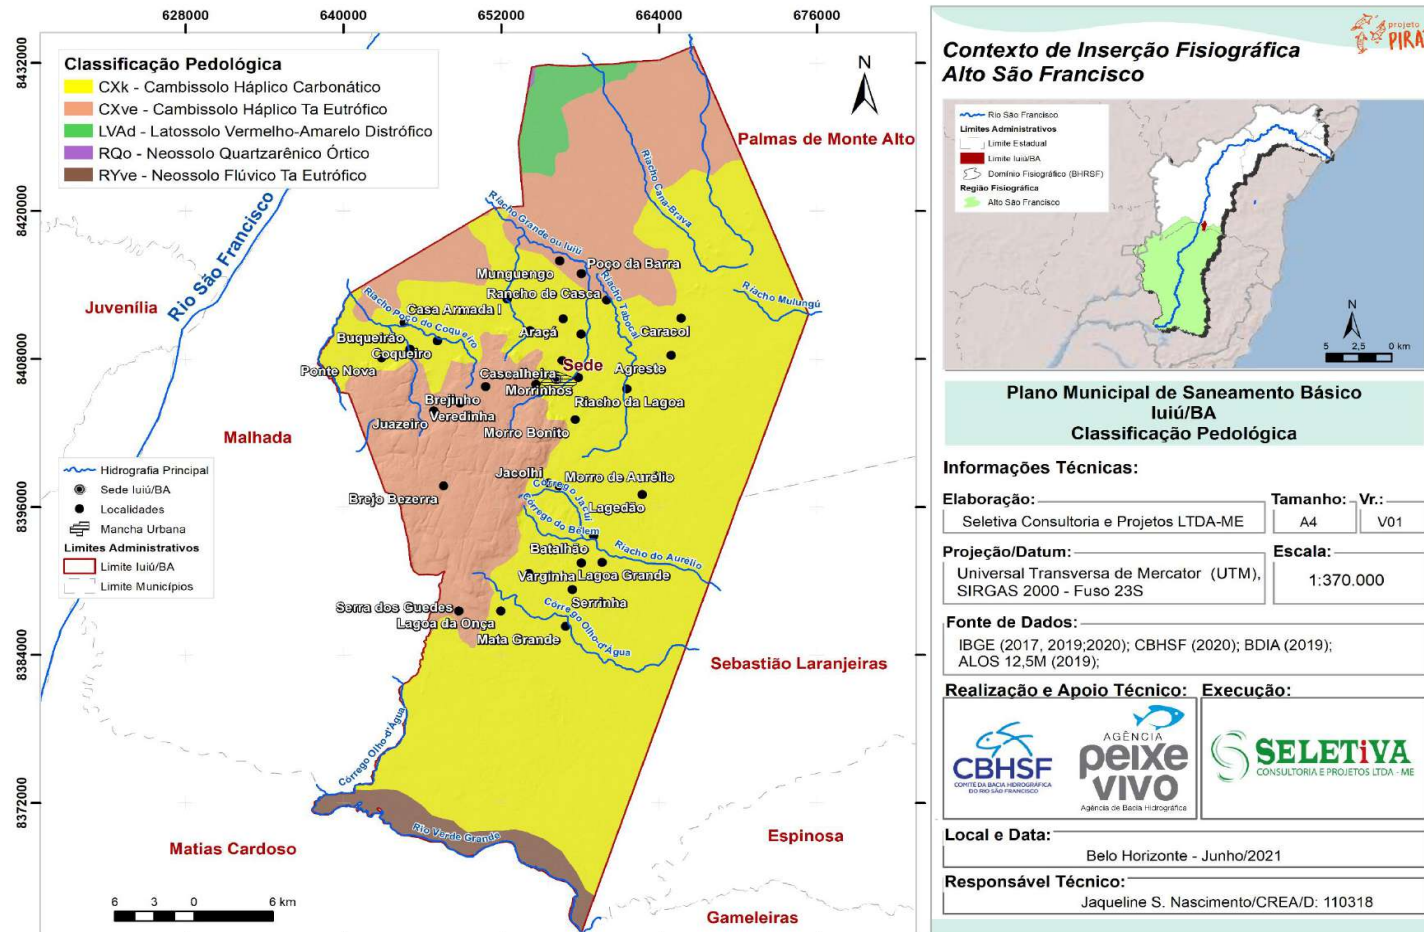 628000 640000 652000 664000 676000
8432000
8420000
8408000
8396000
8384000
8372000
Classificação Pedológica
CXk - Cambissolo Háplico Carbonático
CXve - Cambissolo Háplico Ta Eutrófico
LVAd - Latossolo Vermelho-Amarelo Distrófico
RQo - Neossolo Quartzarênico Órtico
RYve - Neossolo Flúvico Ta Eutrófico
N
Palmas de Monte Alto
Riacho Cana-Brava
Rio São Francisco
Riacho Grande ou Iuiú
Munguengo
Poço da Barra
Rancho de Casca
Riacho Tabocal
Riacho Mulungú
Juvenília
Riacho Poço do Coqueiro
Casa Armada I
Buqueirão
Araçá
Caracol
Coqueiro
Ponte Nova
Sede
Agreste
Cascalheira
Morrinhos
Brejinho
Veredinha
Riacho da Lagoa
Juazeiro
Morro Bonito
Malhada
Jacolhi
Morro de Aurélio
Córrego Jacuí
Brejo Bezerra
Lagedão
Córrego do Belém
Batalhão
Riacho do Aurélio
Varginha
Lagoa Grande
Serrinha
Serra dos Guedes
Lagoa da Onça
Córrego Olho-d'Água
Mata Grande
Sebastião Laranjeiras
Córrego Olho-d'Água
Rio Verde Grande
Matias Cardoso
Espinosa
Gameleiras
Hidrografia Principal
Sede Iuiú/BA
Localidades
Mancha Urbana
Limites Administrativos
Limite Iuiú/BA
Limite Municípios
6 3 0 6 km
projeto
Contexto de Inserção Fisiográfica
Alto São Francisco
Rio São Francisco
Limites Administrativos
Limite Estadual
Limite Iuiú/BA
Domínio Fisiográfico (BHRSF)
Região Fisiográfica
Alto São Francisco
N
5 2,5 0 km
Plano Municipal de Saneamento Básico
Iuiú/BA
Classificação Pedológica
Informações Técnicas:
Elaboração: Tamanho: Vr.:
Seletiva Consultoria e Projetos LTDA-ME A4 V01
Projeção/Datum: Escala:
Universal Transversa de Mercator (UTM),
SIRGAS 2000 - Fuso 23S
1:370.000
Fonte de Dados:
IBGE (2017, 2019;2020); CBHSF (2020); BDIA (2019);
ALOS 12,5M (2019);
Realização e Apoio Técnico: Execução:
CBHSF
COMITÊ DA BACIA HIDROGRÁFICA
DO RIO SÃO FRANCISCO
AGÊNCIA
peixe
vivo
Agência de Bacia Hidrográfica
SELETiVA
CONSULTORIA E PROJETOS LTDA - ME
Local e Data:
Belo Horizonte - Junho/2021
Responsável Técnico:
Jaqueline S. Nascimento/CREA/D: 110318